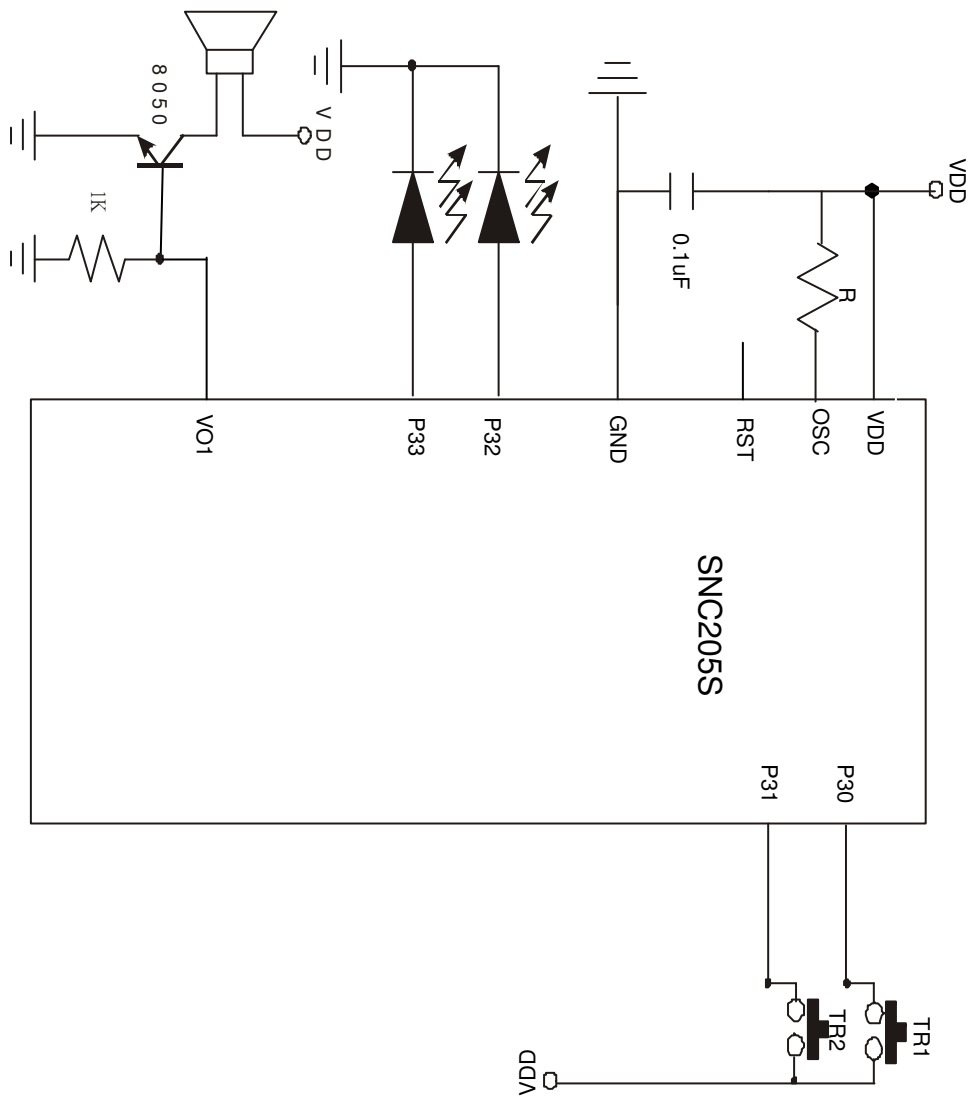 VDD
VDD
OSC
RST
GND
P32
P33
VO1
R
0.1uF
VDD
8050
1K
SNC205S
P30
P31
TR1
TR2
VDD